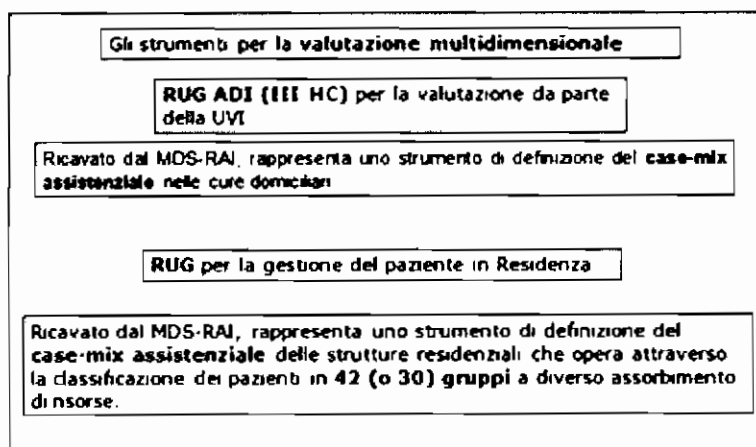 Gli strumenti per la valutazione multidimensionale
RUG ADI (III HC) per la valutazione da parte
della UVI
Ricavato dal MDS-RAI, rappresenta uno strumento di definizione del case-mix
assistenziale nelle cure domiciliari
RUG per la gestione del paziente in Residenza
Ricavato dal MDS-RAI, rappresenta uno strumento di definizione del
case-mix assistenziale delle strutture residenziali che opera attraverso
la classificazione dei pazienti in 42 (o 30) gruppi a diverso assorbimento
di risorse.